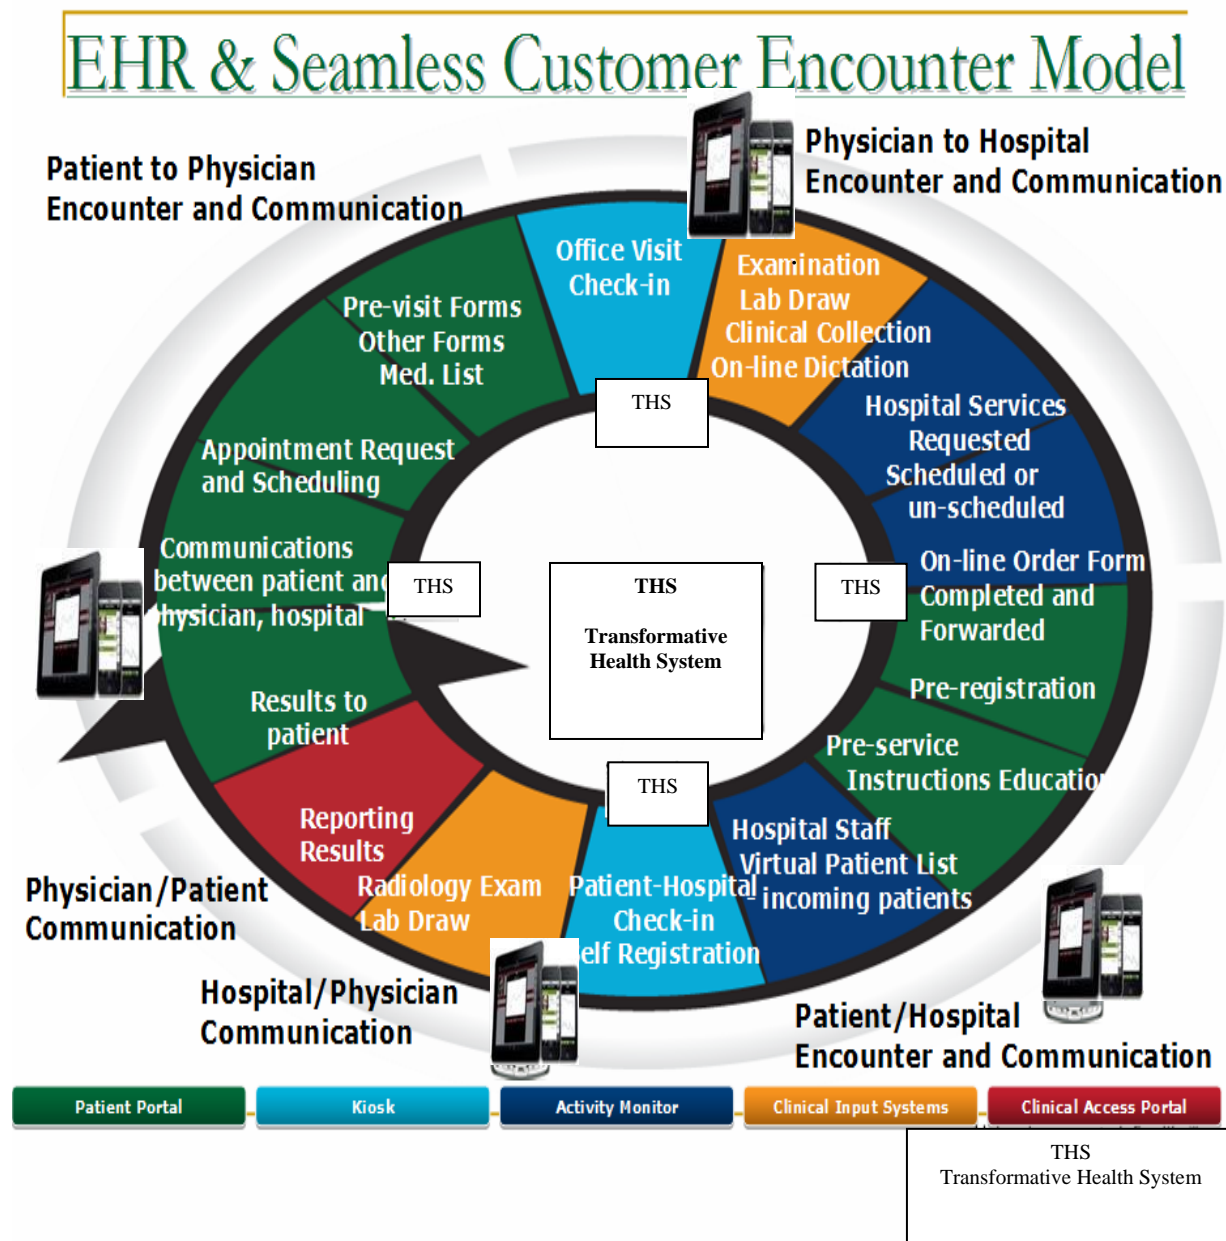 EHR & Seamless Customer Encounter Model
Patient to Physician
Encounter and Communication
Physician to Hospital
Encounter and Communication
Office Visit
Check-in
Examination
Lab Draw
Clinical Collection
On-line Dictation
Pre-visit Forms
Other Forms
Med. List
Hospital Services
Requested
Scheduled or
un-scheduled
THS
Appointment Request
and Scheduling
Communications
between patient and
physician, hospital
THS
THS
Transformative
Health System
THS
On-line Order Form
Completed and
Forwarded
Pre-registration
Results to
patient
Pre-service
Instructions Education
THS
Reporting
Results
Hospital Staff
Virtual Patient List
incoming patients
Radiology Exam
Lab Draw
Patient-Hospital
Check-in
Self Registration
Physician/Patient
Communication
Hospital/Physician
Communication
Patient/Hospital
Encounter and Communication
Patient Portal
Kiosk
Activity Monitor
Clinical Input Systems
Clinical Access Portal
THS
Transformative Health System